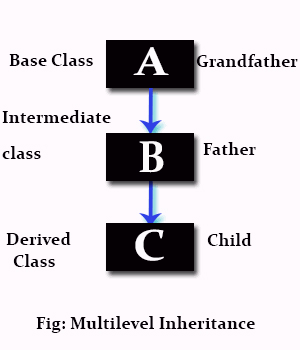 Base Class A Grandfather
Intermediate
class B Father
Derived C Child
Class
Fig: Multilevel Inheritance